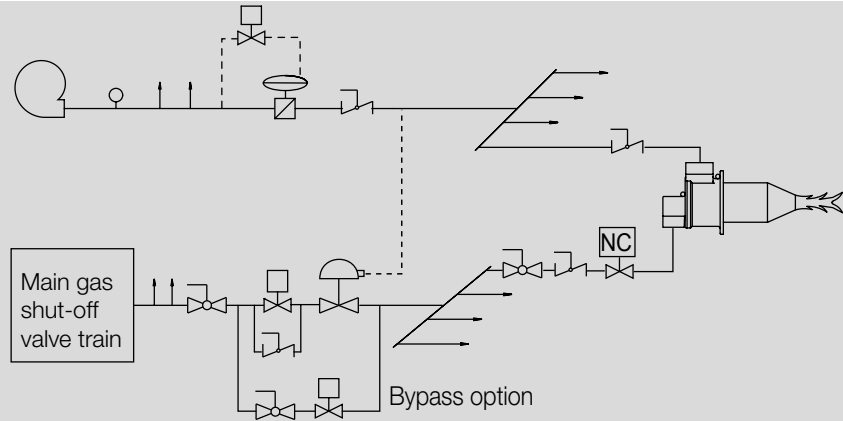 NC
Main gas
shut-off
valve train
Bypass option